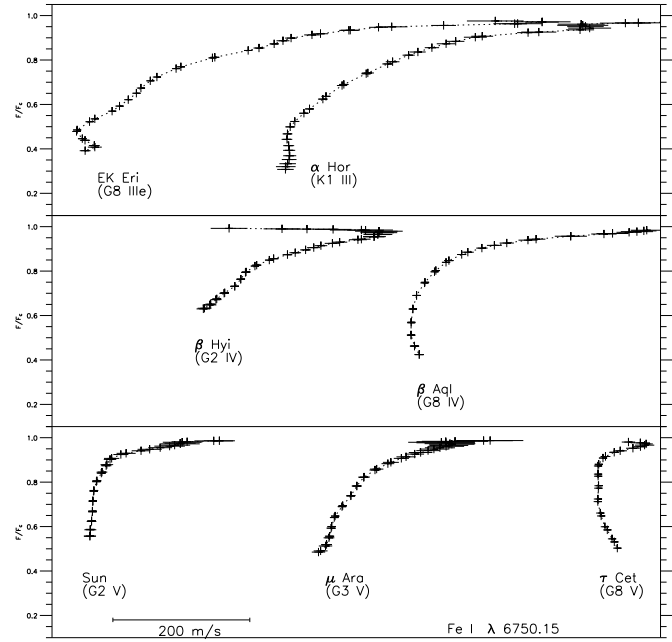 1.0
F/Fc
0.8
0.6
0.4
0.2
EK Eri
(G8 IIIe)
α Hor
(K1 III)
1.0
F/Fc
0.8
0.6
0.4
0.2
β Hyi
(G2 IV)
β Aql
(G8 IV)
1.0
F/Fc
0.8
0.6
0.4
0.2
Sun
(G2 V)
μ Ara
(G3 V)
τ Cet
(G8 V)
200 m/s
Fe I λ 6750.15